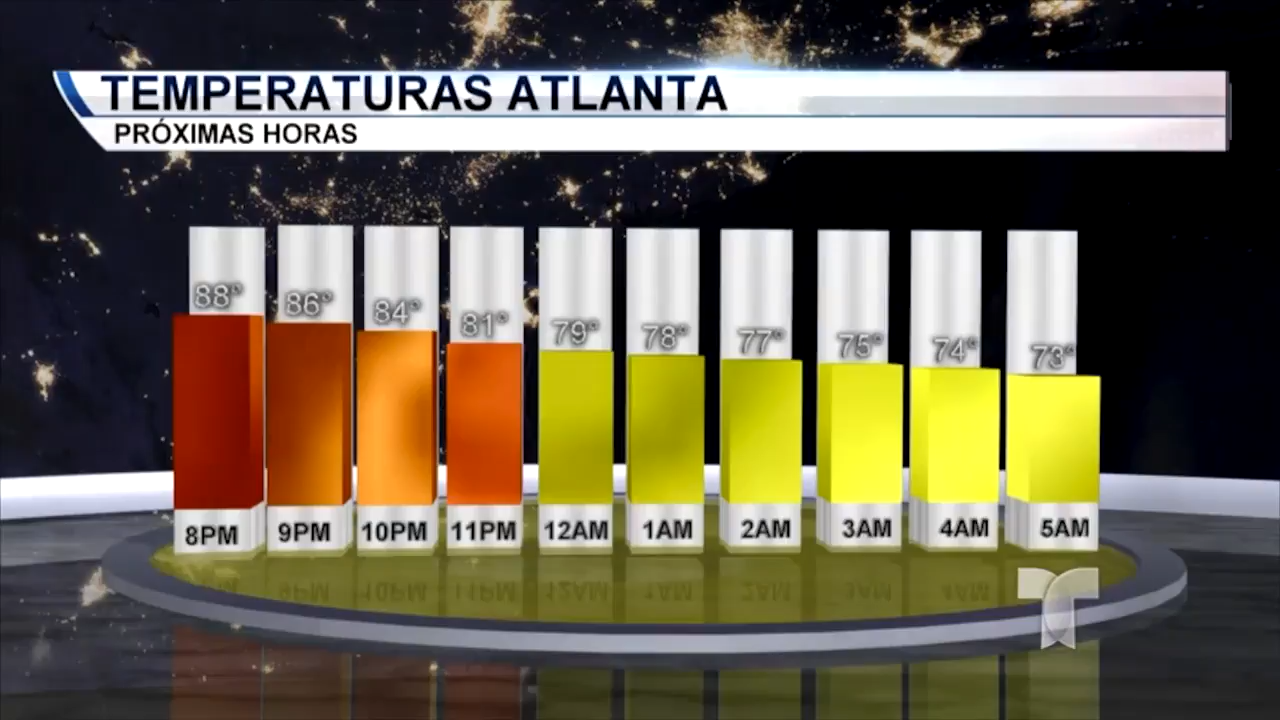 TEMPERATURAS ATLANTA
PRÓXIMAS HORAS
88° 86° 84° 81° 79° 78° 77° 75° 74° 73°
8PM 9PM 10PM 11PM 12AM 1AM 2AM 3AM 4AM 5AM